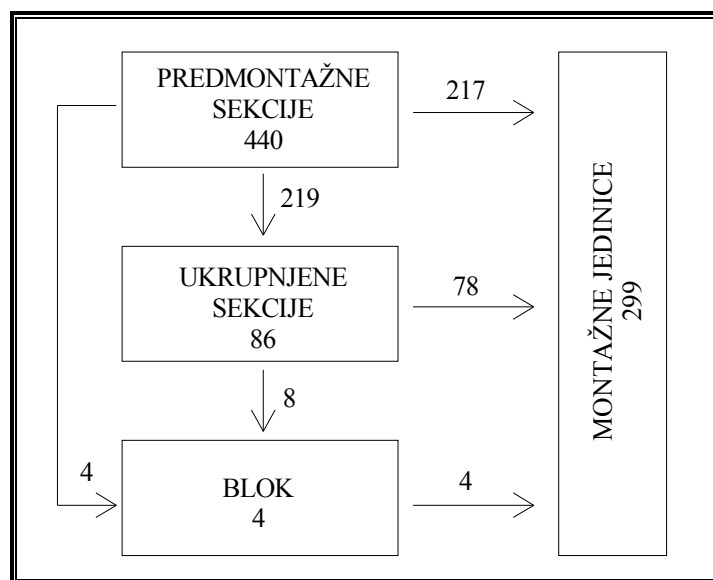 PREDMONTAŽNE
SEKCIJE
440
217
219
UKRUPNJENE
SEKCIJE
86
78
8
4
BLOK
4
4
MONTAŽNE JEDINICE
299